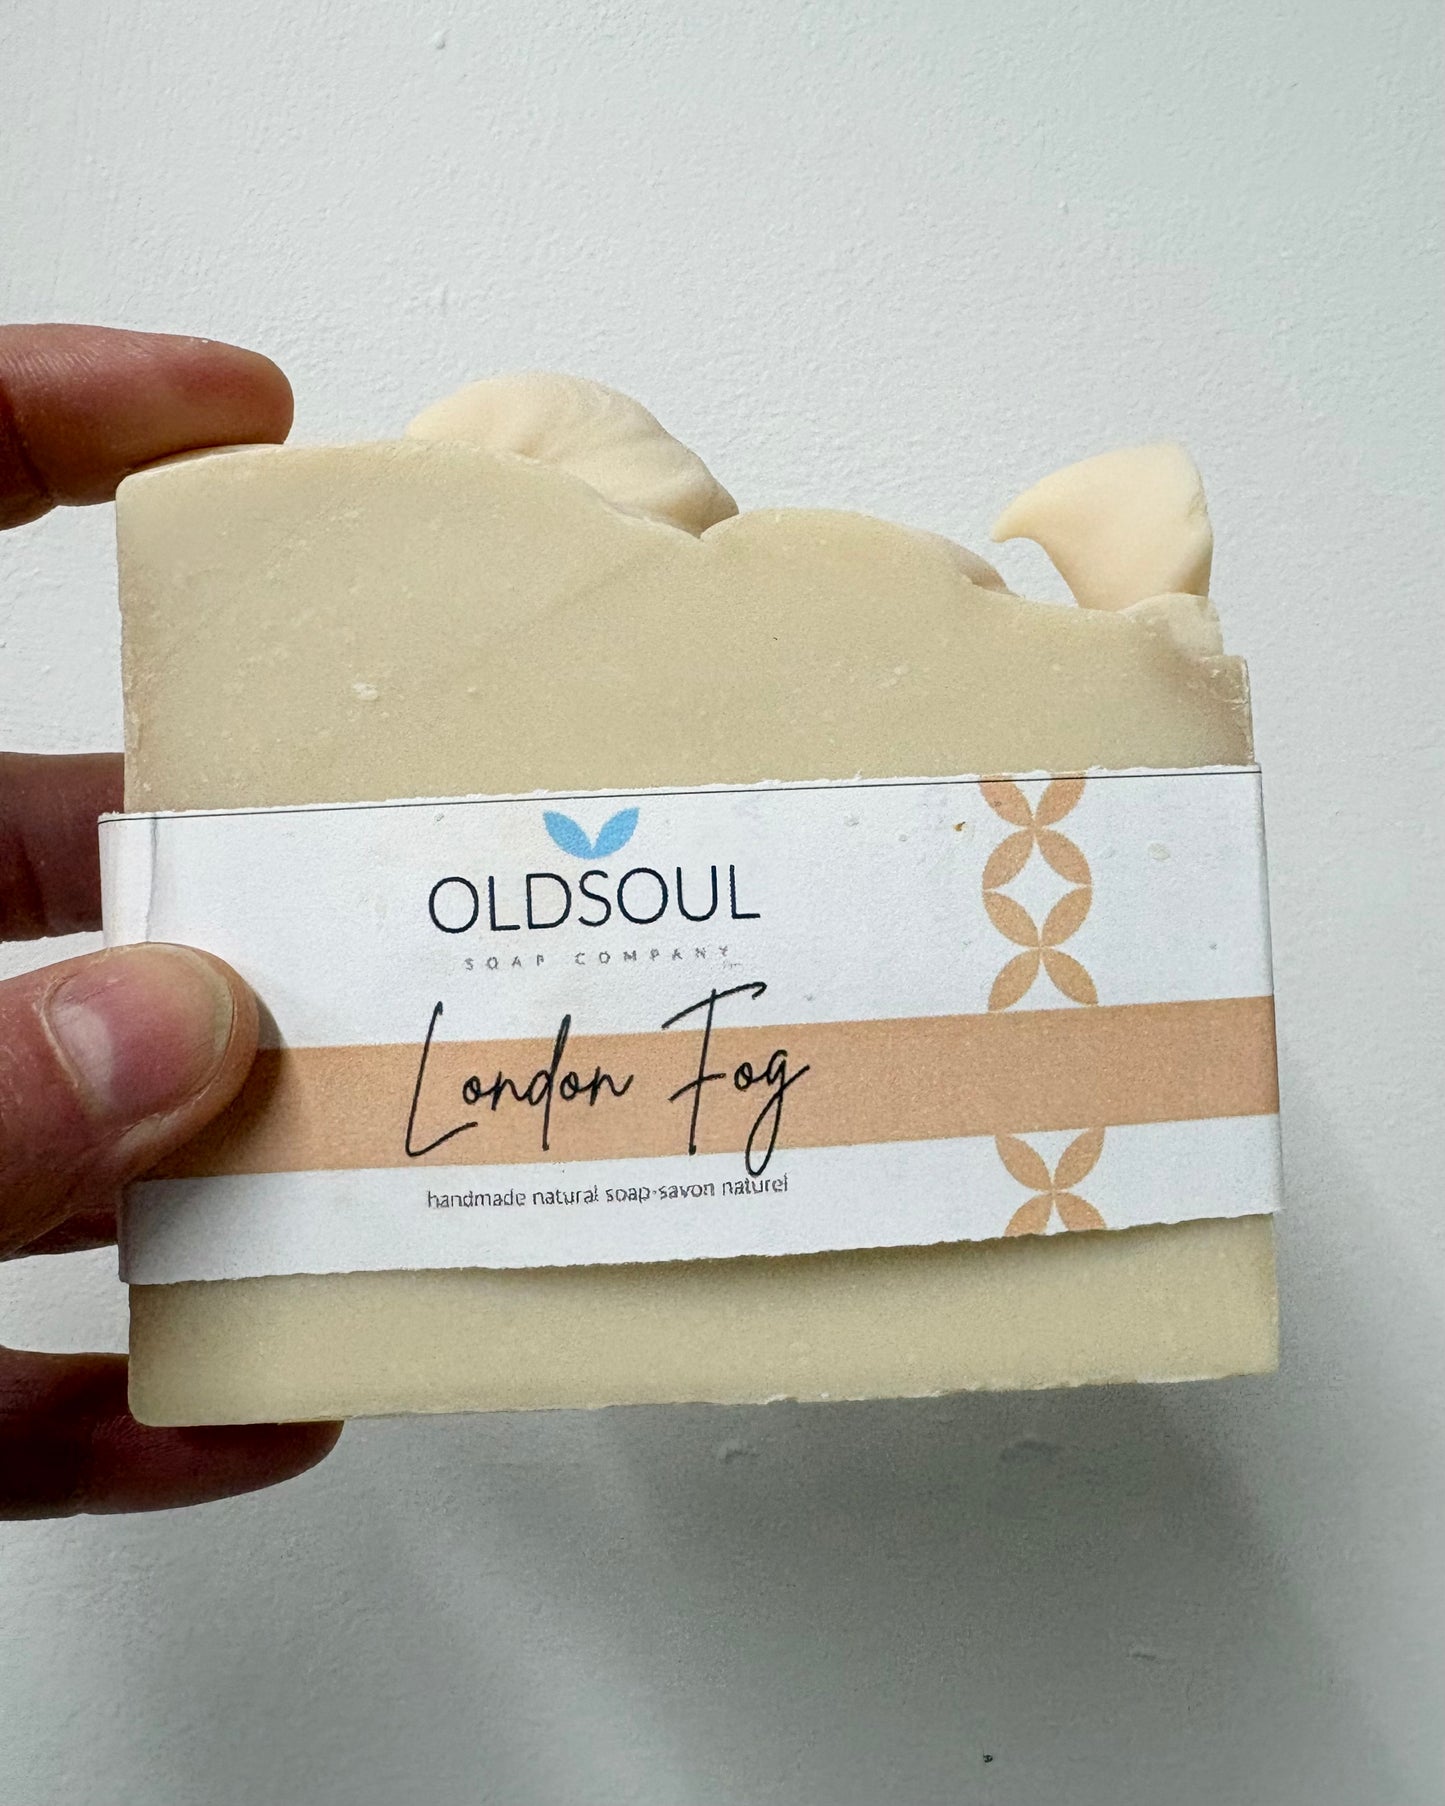 OLDSOUL
SOAP COMPANY
London Fog
handmade natural soap-savon naturel